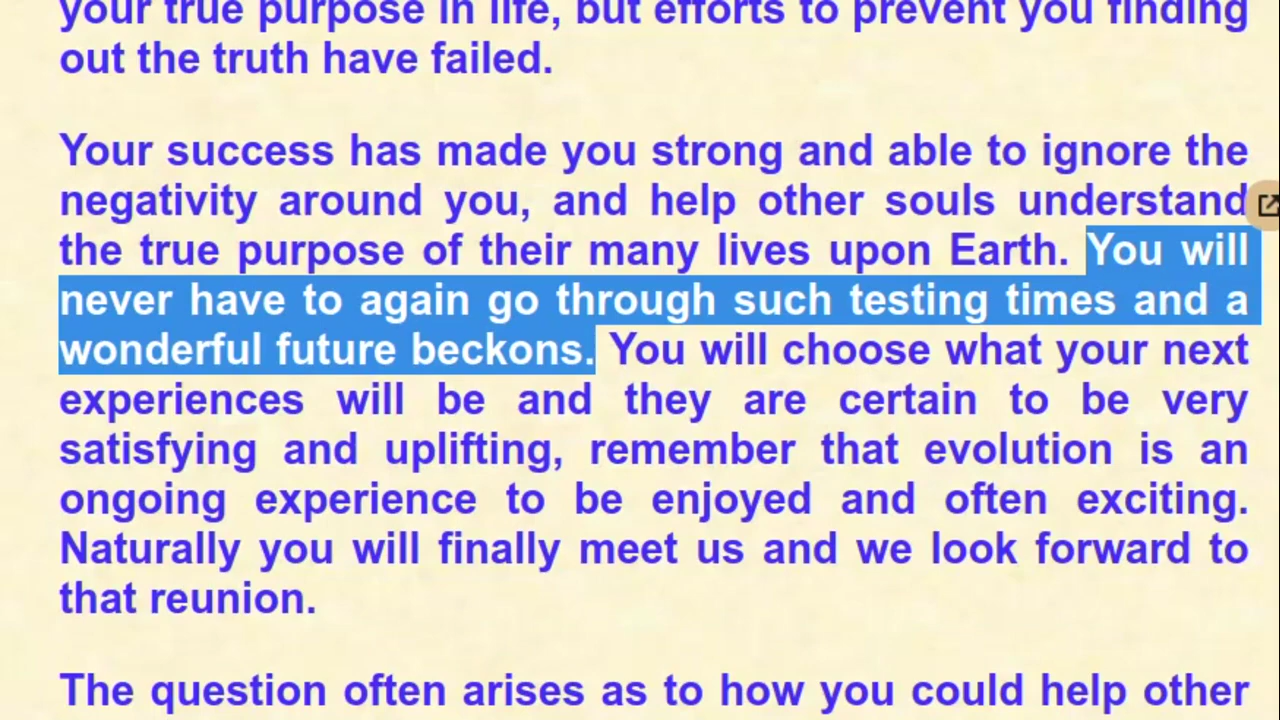 your true purpose in life, but efforts to prevent you finding
out the truth have failed.
Your success has made you strong and able to ignore the
negativity around you, and help other souls understand
the true purpose of their many lives upon Earth. You will
never have to again go through such testing times and a
wonderful future beckons. You will choose what your next
experiences will be and they are certain to be very
satisfying and uplifting, remember that evolution is an
ongoing experience to be enjoyed and often exciting.
Naturally you will finally meet us and we look forward to
that reunion.
The question often arises as to how you could help other